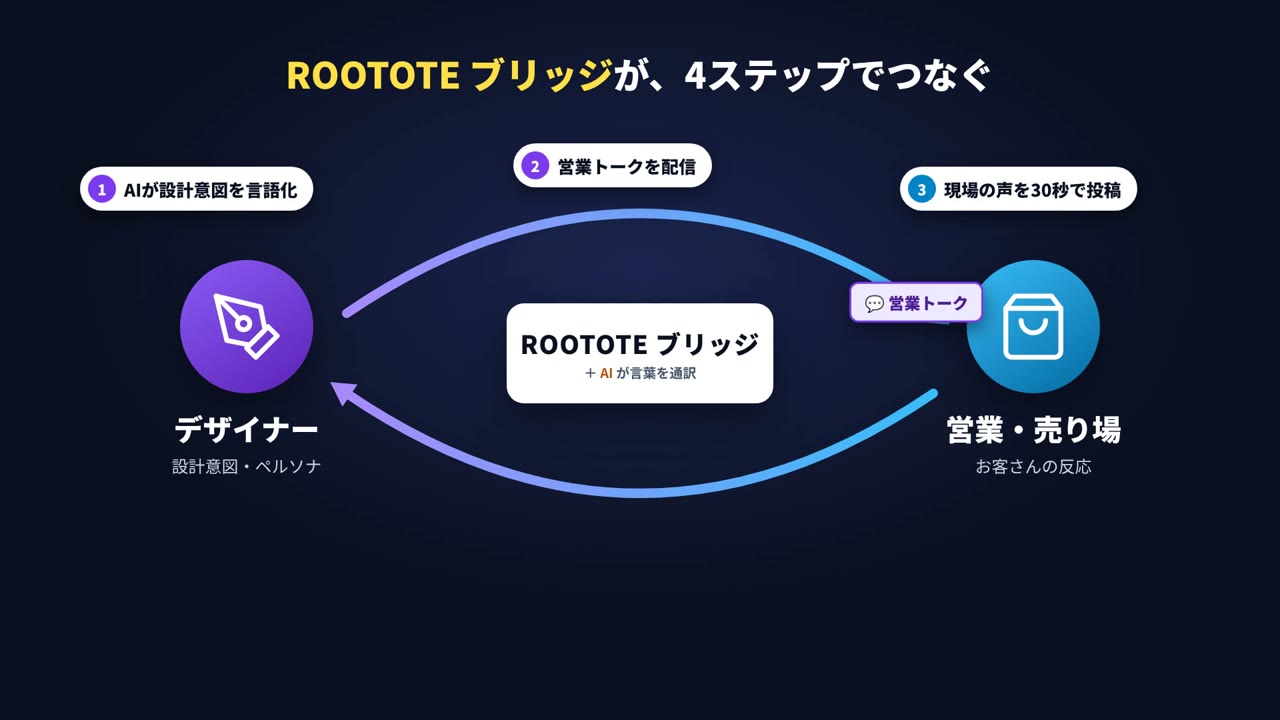 ROOTOTE ブリッジが、4ステップでつなぐ
1 AIが設計意図を言語化
2 営業トークを配信
3 現場の声を30秒で投稿
💬 営業トーク
ROOTOTE ブリッジ
＋ AI が言葉を通訳
デザイナー
設計意図・ペルソナ
営業・売り場
お客さんの反応